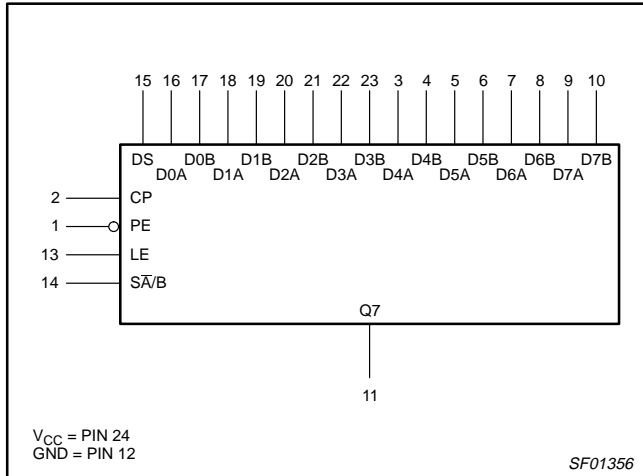 15 16 17 18 19 20 21 22 23 3 4 5 6 7 8 9 10
DS D0B D1B D2B D3B D4B D5B D6B D7B
D0A D1A D2A D3A D4A D5A D6A D7A
2 CP
1 PE
13 LE
14 SA̅/B
Q7
11
VCC = PIN 24
GND = PIN 12
SF01356